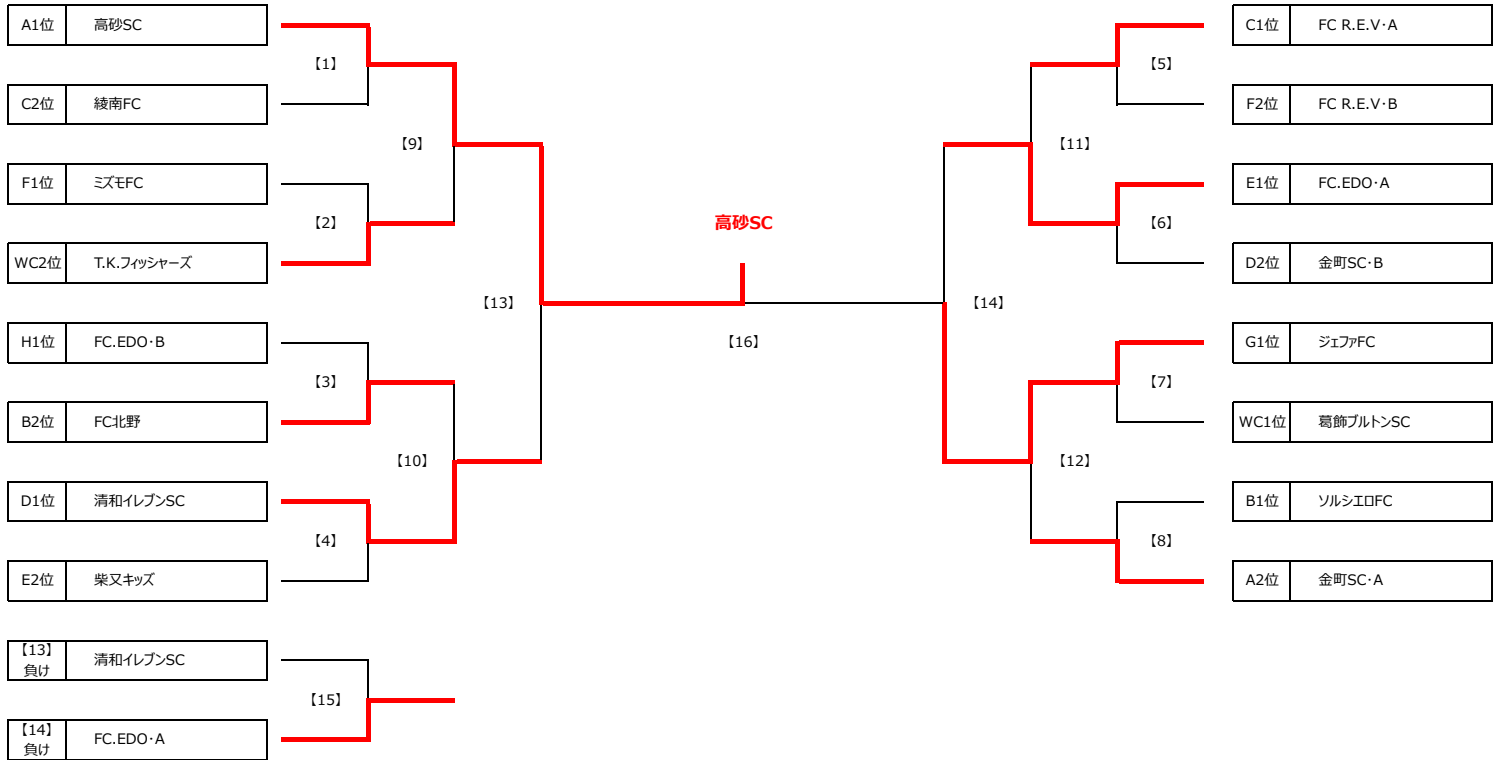 A1位 高砂SC
【1】
C2位 綾南FC
【9】
F1位 ミズモFC
【2】
WC2位 T.K.フィッシャーズ
【13】
H1位 FC.EDO・B
【3】
B2位 FC北野
【10】
D1位 清和イレブンSC
【4】
E2位 柴又キッズ
【13】
負け
清和イレブンSC
【15】
【14】
負け
FC.EDO・A
高砂SC
【16】
C1位 FC R.E.V・A
【5】
F2位 FC R.E.V・B
【11】
E1位 FC.EDO・A
【6】
D2位 金町SC・B
【14】
G1位 ジェファFC
【7】
WC1位 葛飾ブルトンSC
【12】
B1位 ソルシエロFC
【8】
A2位 金町SC・A